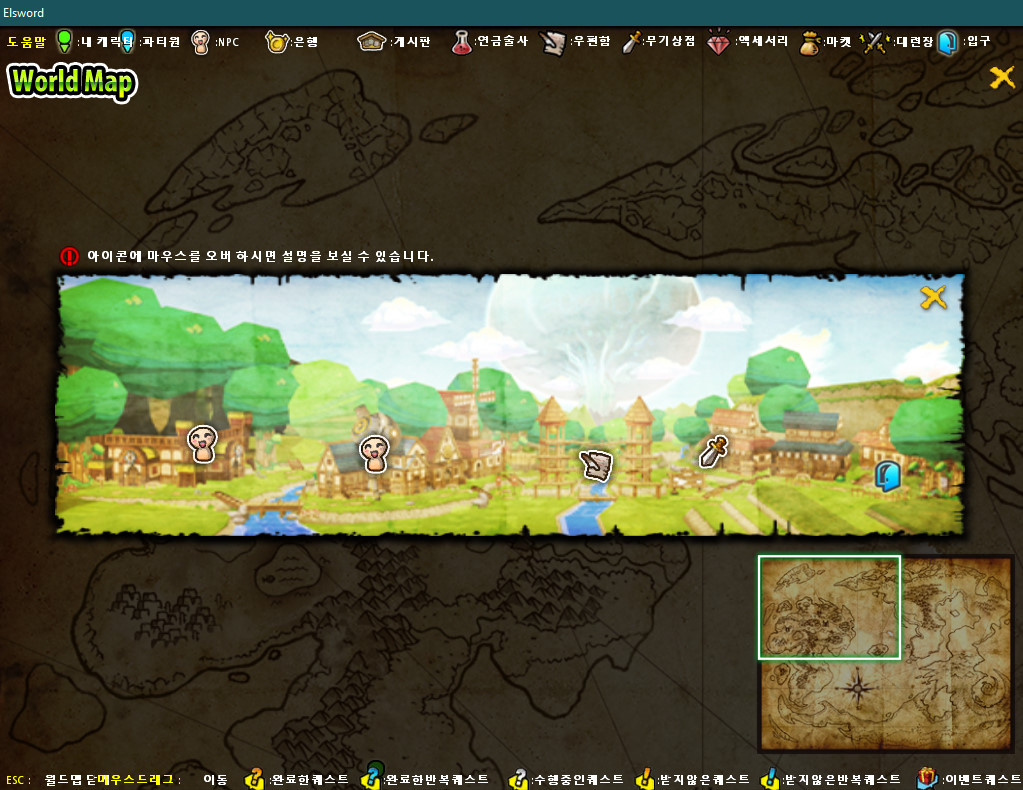 Elsword
도움말 :내 캐릭터 :파티원 :NPC :은행 :게시판 :연금술사 :우편함 :무기상점 :액세서리 :마켓 :대련장 :입구
World Map
아이콘에 마우스를 오버 하시면 설명을 보실 수 있습니다.
ESC : 월드맵 닫 마우스드래그 : 이동 :완료한퀘스트 :완료한반복퀘스트 :수행중인퀘스트 :받지않은퀘스트 :받지않은반복퀘스트 :이벤트퀘스트